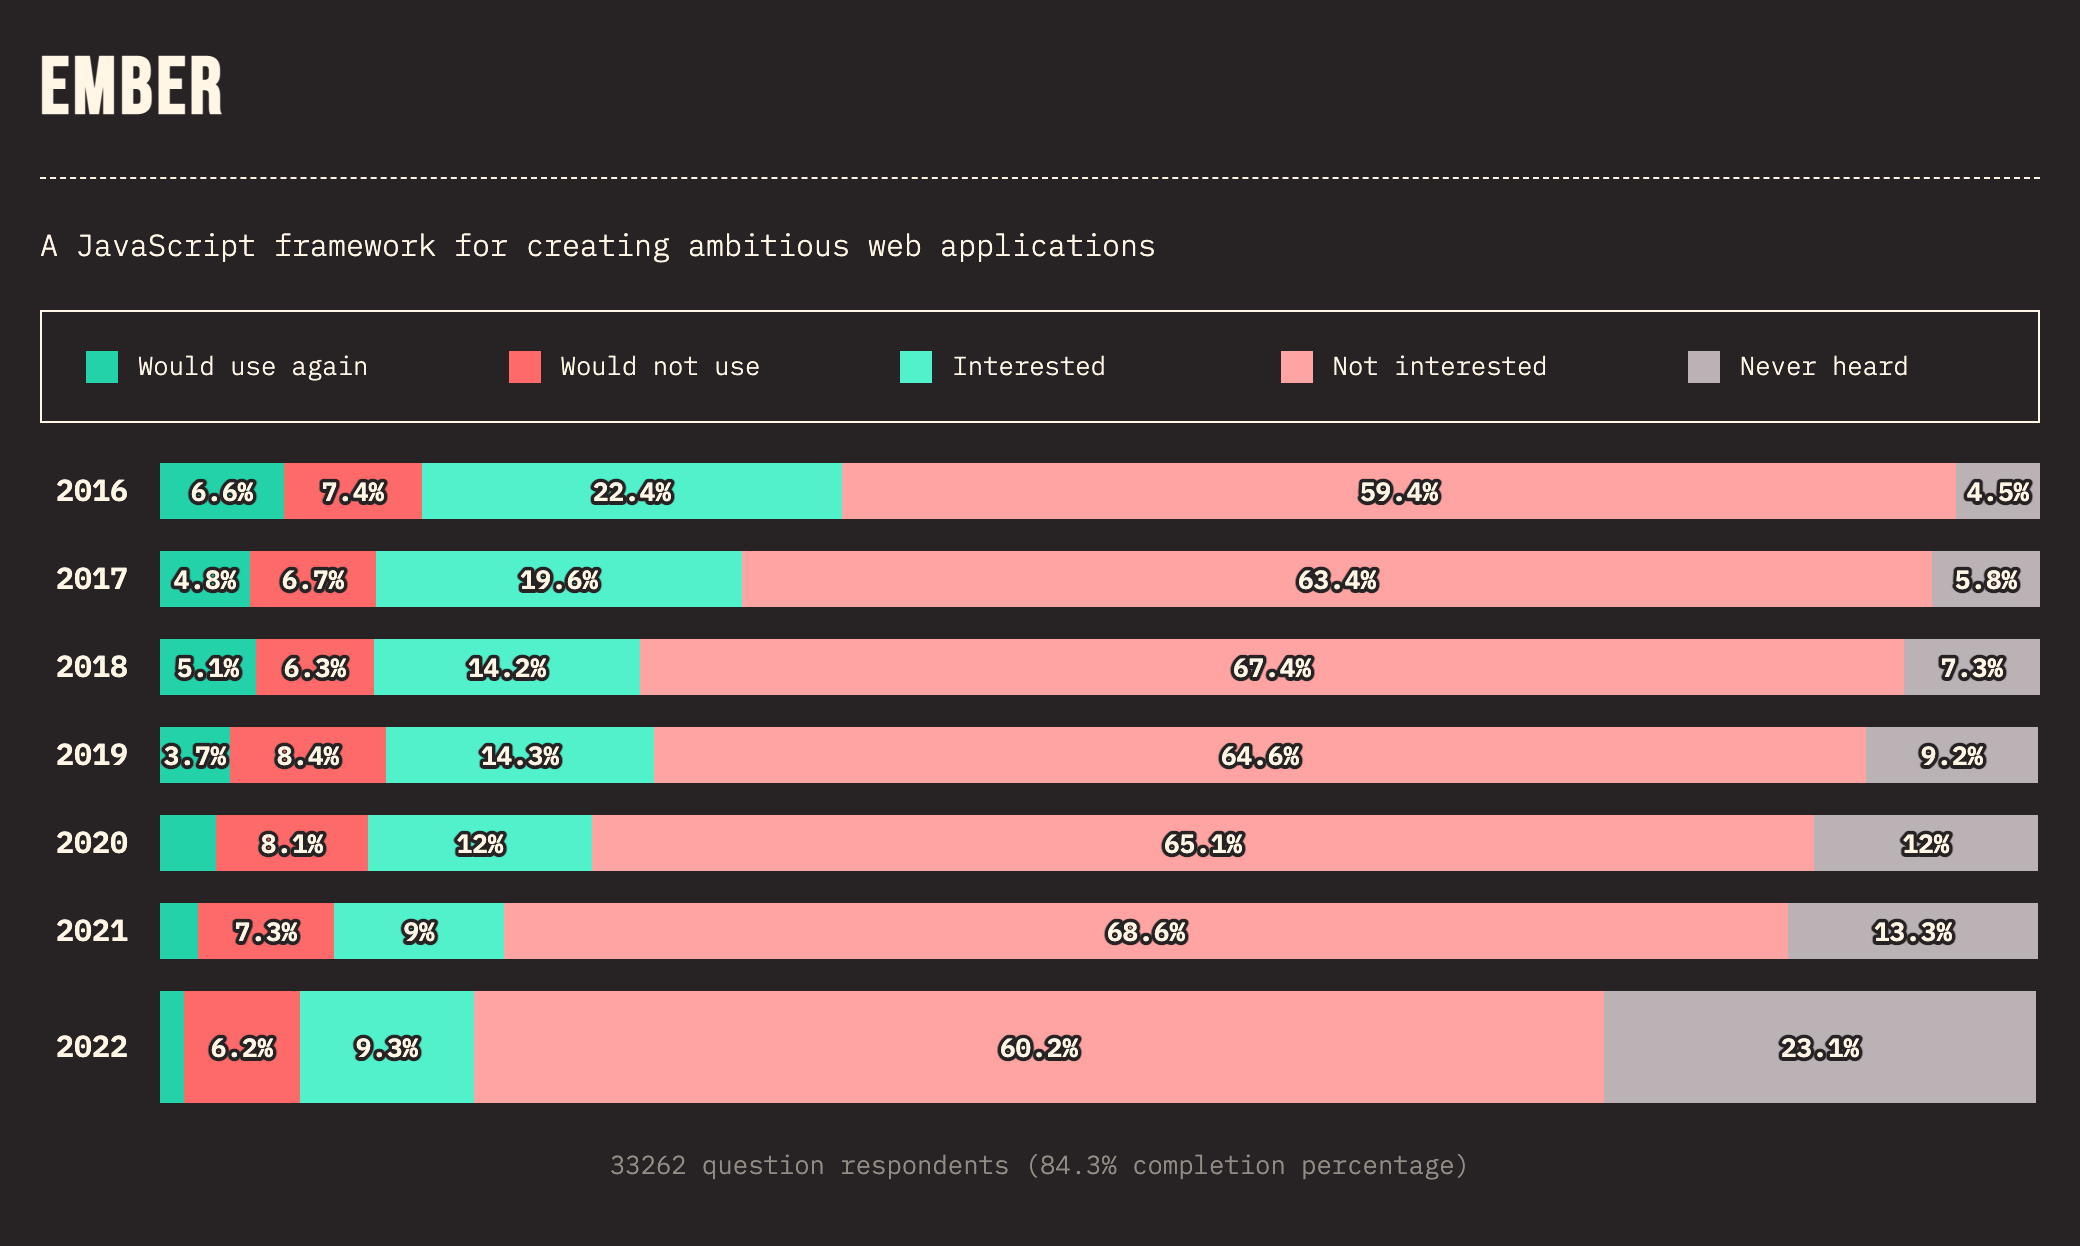 EMBER
A JavaScript framework for creating ambitious web applications
Would use again Would not use Interested Not interested Never heard
2016 6.6% 7.4% 22.4% 59.4% 4.5%
2017 4.8% 6.7% 19.6% 63.4% 5.8%
2018 5.1% 6.3% 14.2% 67.4% 7.3%
2019 3.7% 8.4% 14.3% 64.6% 9.2%
2020 8.1% 12% 65.1% 12%
2021 7.3% 9% 68.6% 13.3%
2022 6.2% 9.3% 60.2% 23.1%
33262 question respondents (84.3% completion percentage)